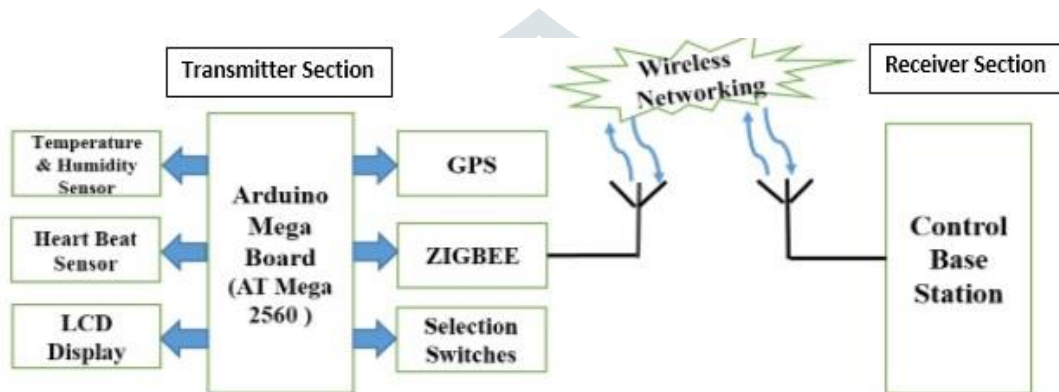 Transmitter Section
Wireless
Networking
Receiver Section
Temperature
& Humidity
Sensor
Heart Beat
Sensor
LCD
Display
Arduino
Mega
Board
(AT Mega
2560 )
GPS
ZIGBEE
Selection
Switches
Control
Base
Station